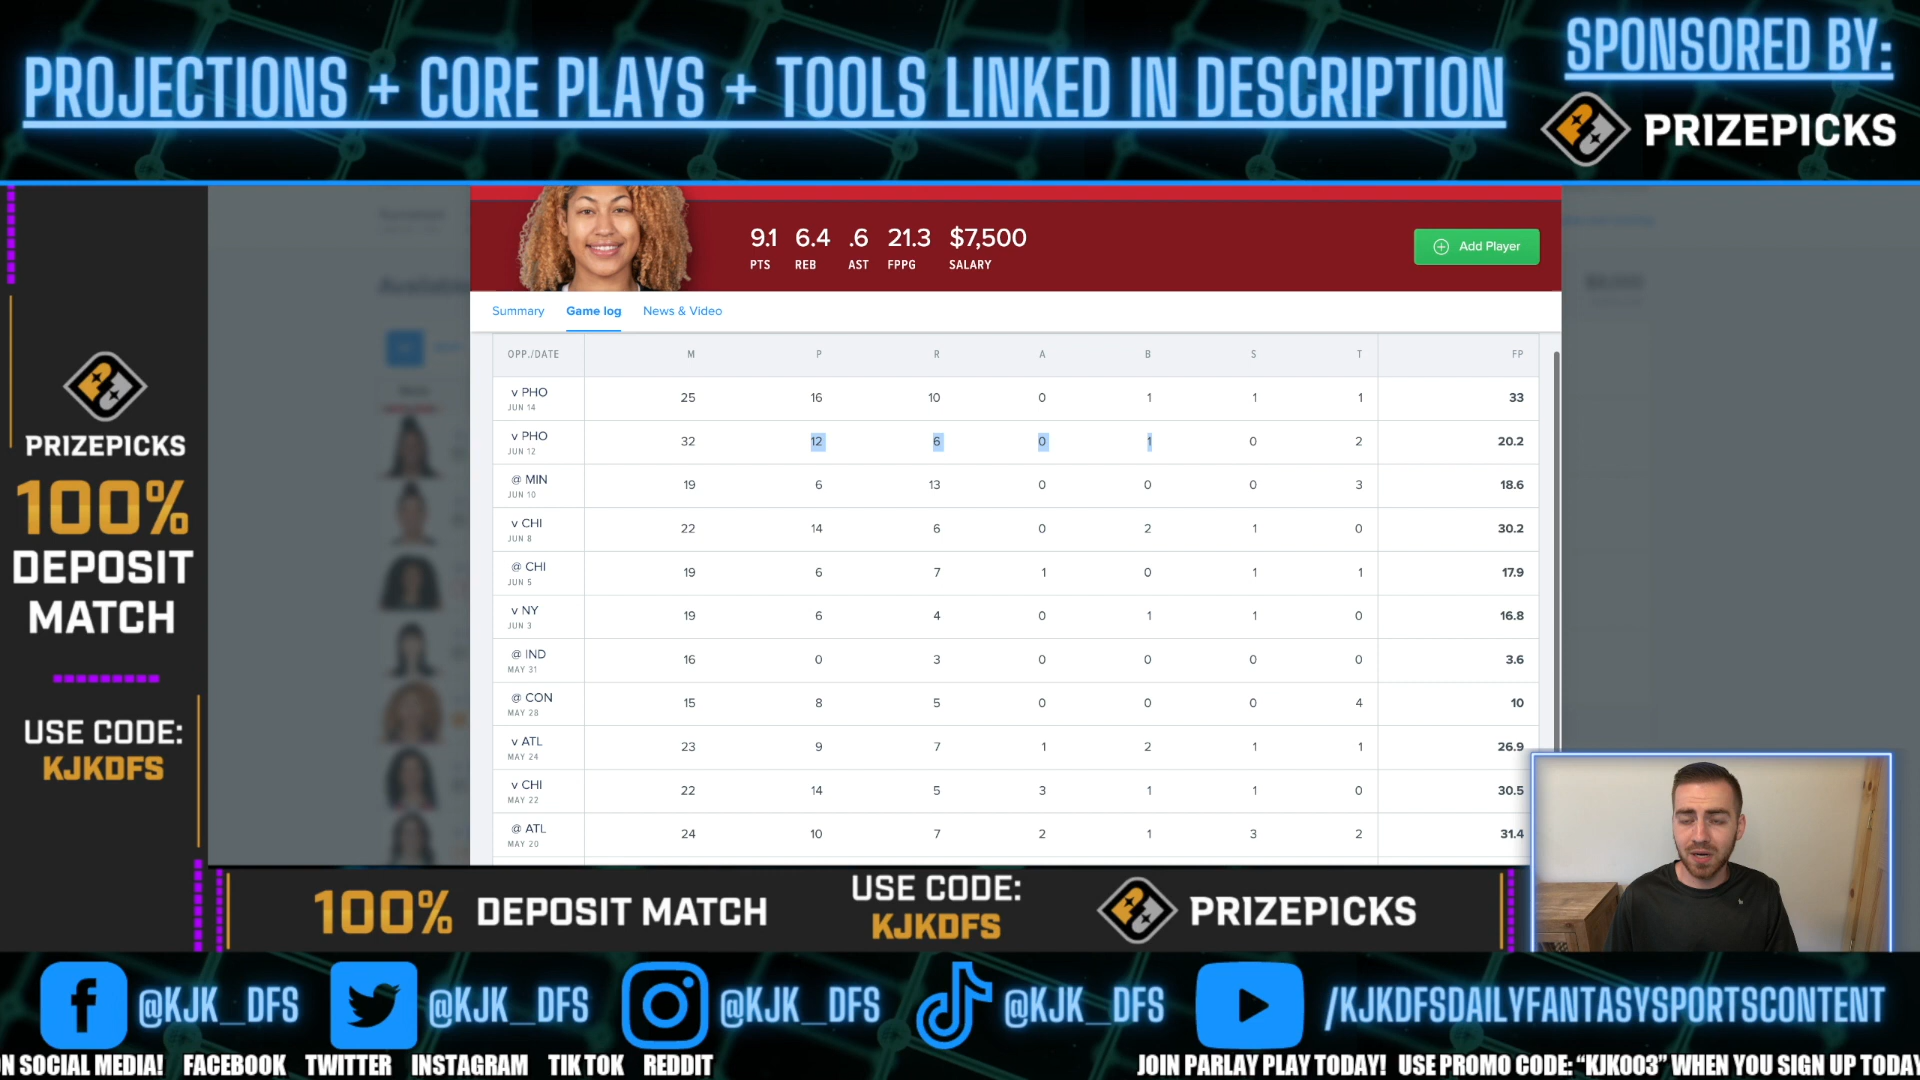 PROJECTIONS + CORE PLAYS + TOOLS LINKED IN DESCRIPTION
SPONSORED BY:
PRIZEPICKS
PRIZEPICKS
100%
DEPOSIT
MATCH
USE CODE:
KJKDFS
9.1 6.4 .6 21.3 $7,500
PTS REB AST FPPG SALARY
Add Player
Summary Game log News & Video
OPP./DATE M P R A B S T FP
v PHO
JUN 14
25 16 10 0 1 1 1 33
v PHO
JUN 12
32 12 6 0 1 0 2 20.2
@ MIN
JUN 10
19 6 13 0 0 0 3 18.6
v CHI
JUN 8
22 14 6 0 2 1 0 30.2
@ CHI
JUN 5
19 6 7 1 0 1 1 17.9
v NY
JUN 3
19 6 4 0 1 1 0 16.8
@ IND
MAY 31
16 0 3 0 0 0 0 3.6
@ CON
MAY 28
15 8 5 0 0 0 4 10
v ATL
MAY 24
23 9 7 1 2 1 1 26.9
v CHI
MAY 22
22 14 5 3 1 1 0 30.5
@ ATL
MAY 20
24 10 7 2 1 3 2 31.4
100% DEPOSIT MATCH
USE CODE:
KJKDFS
PRIZEPICKS
@KJK_DFS @KJK_DFS @KJK_DFS @KJK_DFS /KJKDFSDAILYFANTASYSPORTSCONTENT
N SOCIAL MEDIA! FACEBOOK TWITTER INSTAGRAM TIK TOK REDDIT
JOIN PARLAY PLAY TODAY! USE PROMO CODE: “KJK003” WHEN YOU SIGN UP TODAY